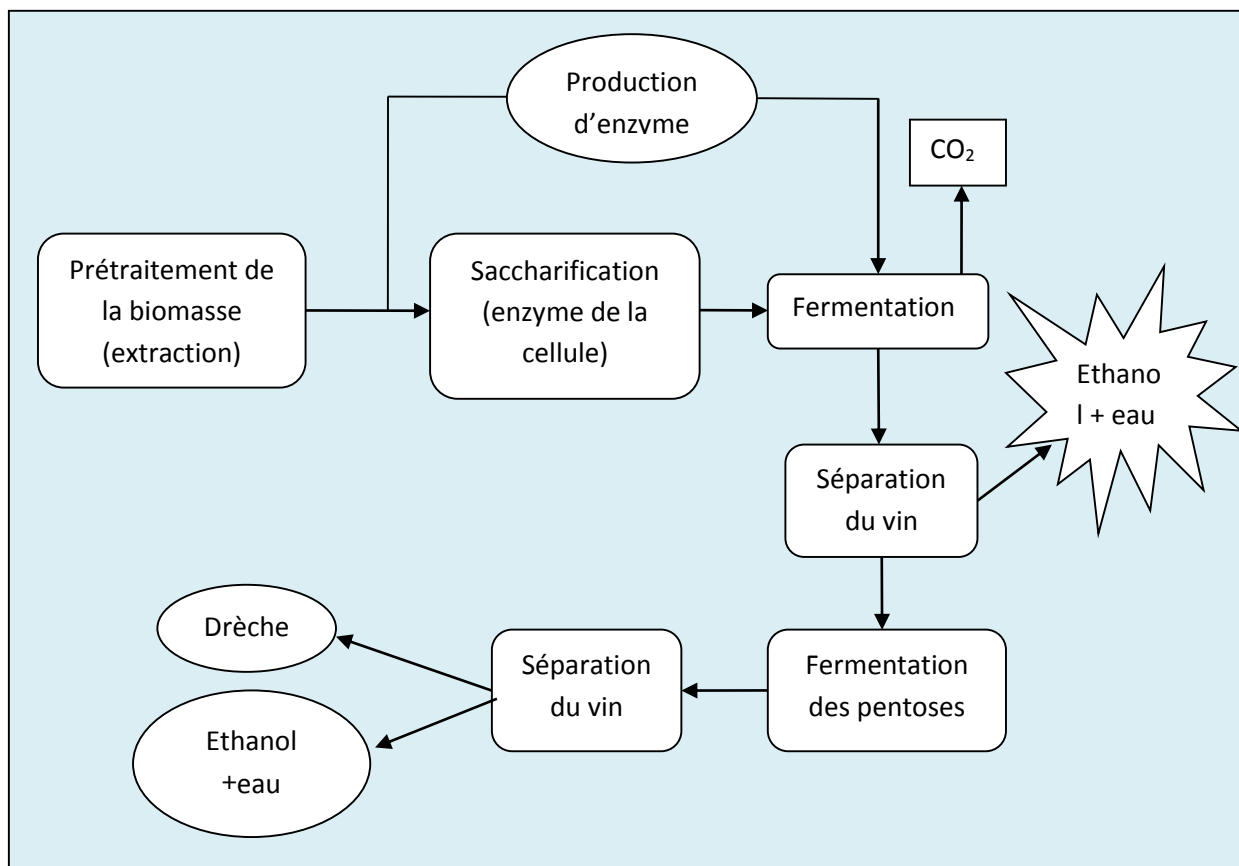 Production
d'enzyme
CO₂
Prétraitement de
la biomasse
(extraction)
Saccharification
(enzyme de la
cellule)
Fermentation
Ethano
l + eau
Séparation
du vin
Drèche
Séparation
du vin
Fermentation
des pentoses
Ethanol
+eau